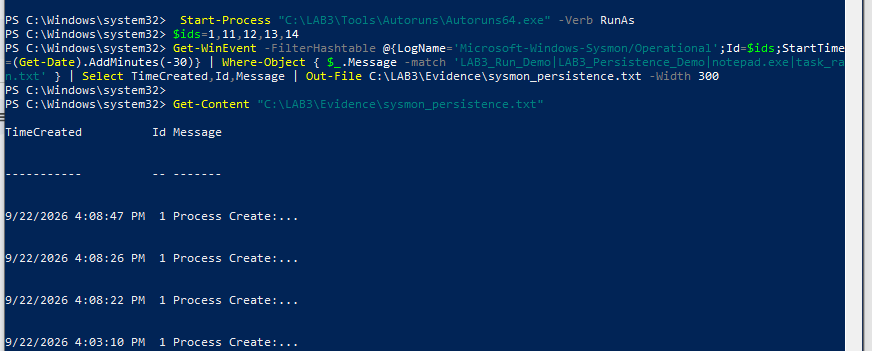 PS C:\Windows\system32>  Start-Process "C:\LAB3\Tools\Autoruns\Autoruns64.exe" -Verb RunAs
PS C:\Windows\system32> $ids=1,11,12,13,14
PS C:\Windows\system32> Get-WinEvent -FilterHashtable @{LogName='Microsoft-Windows-Sysmon/Operational';Id=$ids;StartTime
=(Get-Date).AddMinutes(-30)} | Where-Object { $_.Message -match 'LAB3_Run_Demo|LAB3_Persistence_Demo|notepad.exe|task_ra
n.txt' } | Select TimeCreated,Id,Message | Out-File C:\LAB3\Evidence\sysmon_persistence.txt -Width 300
PS C:\Windows\system32>
PS C:\Windows\system32> Get-Content "C:\LAB3\Evidence\sysmon_persistence.txt"
TimeCreated          Id Message
-----------          -- -------
9/22/2026 4:08:47 PM  1 Process Create:...
9/22/2026 4:08:26 PM  1 Process Create:...
9/22/2026 4:08:22 PM  1 Process Create:...
9/22/2026 4:03:10 PM  1 Process Create:...